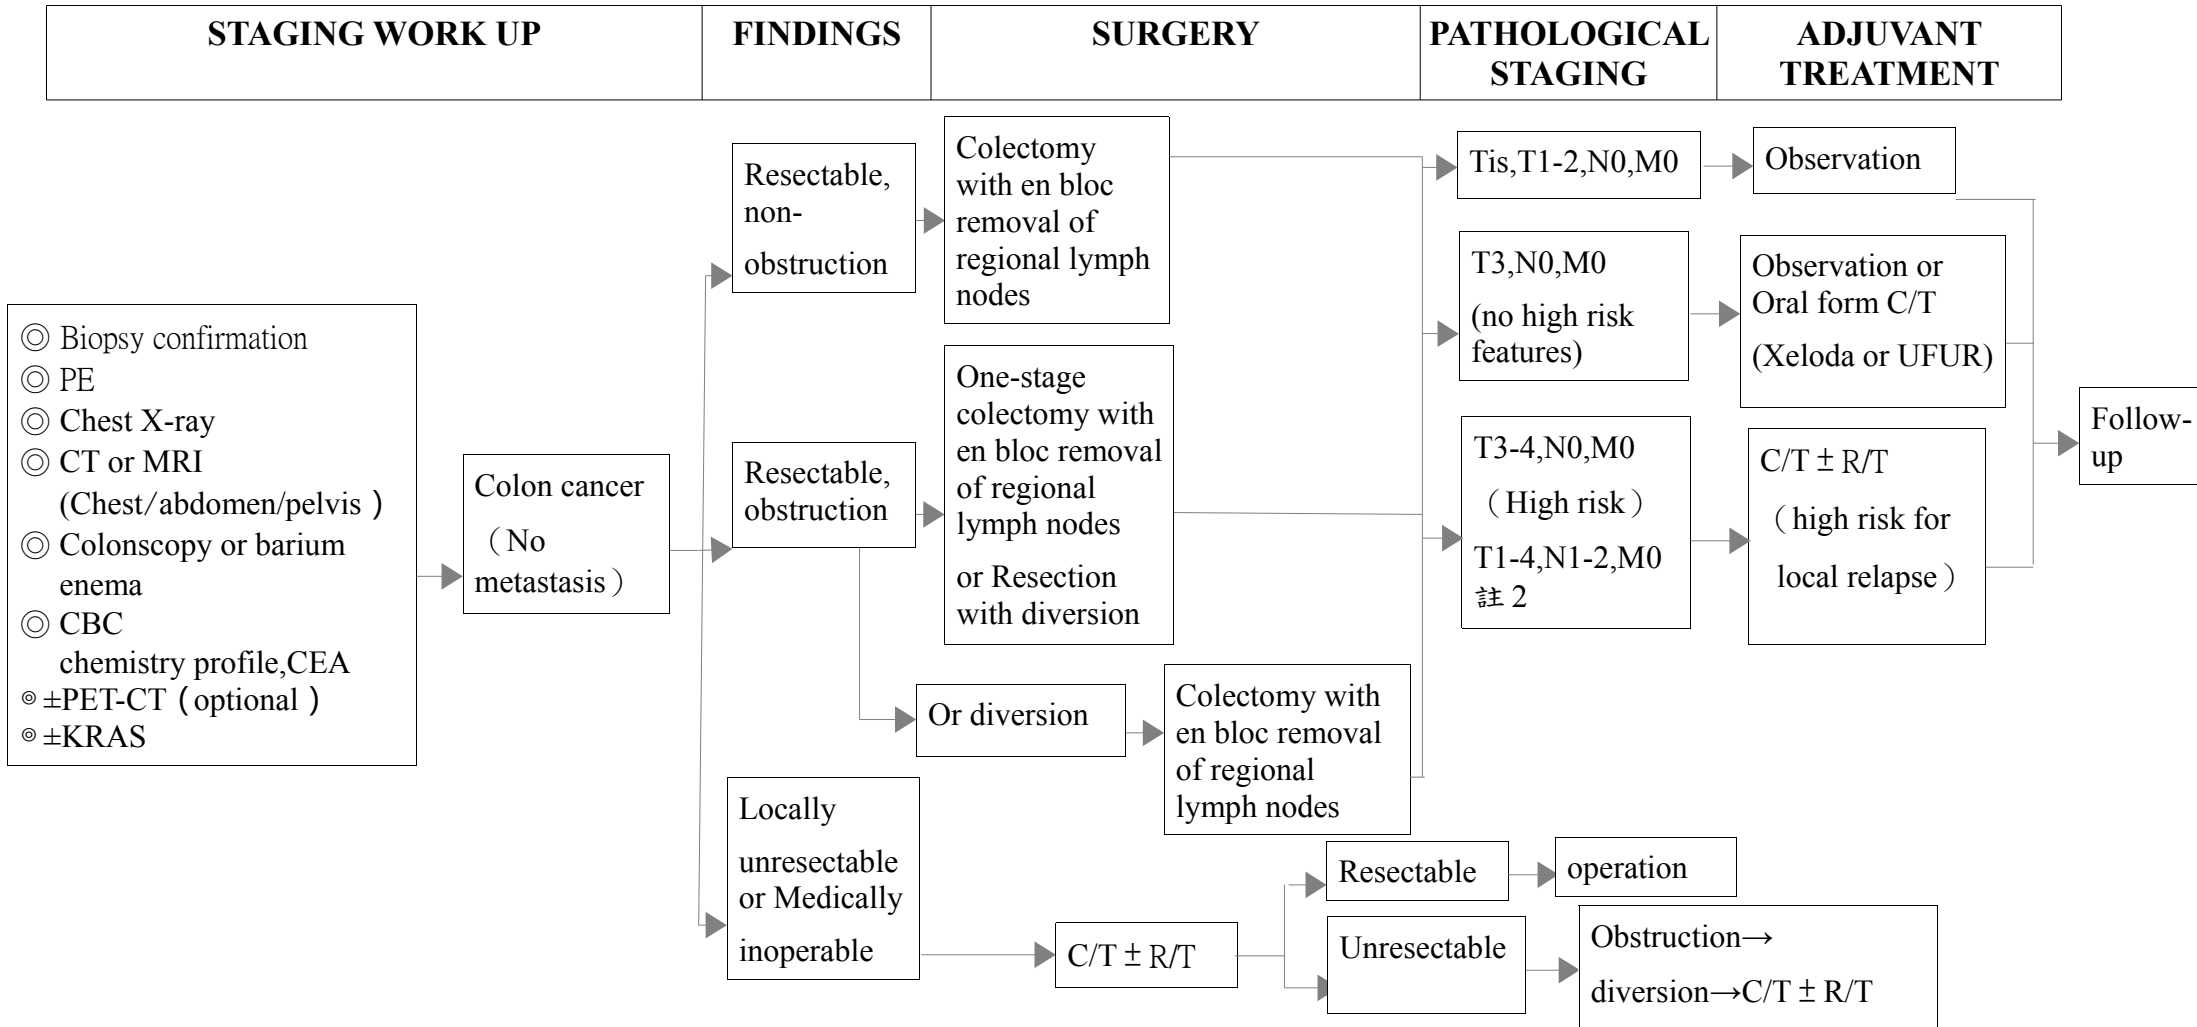 STAGING WORK UP
FINDINGS
SURGERY
PATHOLOGICAL
STAGING
ADJUVANT
TREATMENT
◎ Biopsy confirmation
◎ PE
◎ Chest X-ray
◎ CT or MRI
(Chest/abdomen/pelvis）
◎ Colonscopy or barium
enema
◎ CBC
chemistry profile,CEA
◎±PET-CT（optional）
◎±KRAS
Colon cancer
（No
metastasis）
Resectable,
non-
obstruction
Resectable,
obstruction
Locally
unresectable
or Medically
inoperable
Colectomy
with en bloc
removal of
regional lymph
nodes
One-stage
colectomy with
en bloc removal
of regional
lymph nodes
or Resection
with diversion
Or diversion
Colectomy with
en bloc removal
of regional
lymph nodes
C/T±R/T
Resectable
operation
Unresectable
Obstruction→
diversion→C/T±R/T
Tis,T1-2,N0,M0
T3,N0,M0
(no high risk
features)
T3-4,N0,M0
（High risk）
T1-4,N1-2,M0
註2
Observation
Observation or
Oral form C/T
(Xeloda or UFUR)
C/T±R/T
（high risk for
local relapse）
Follow-
up